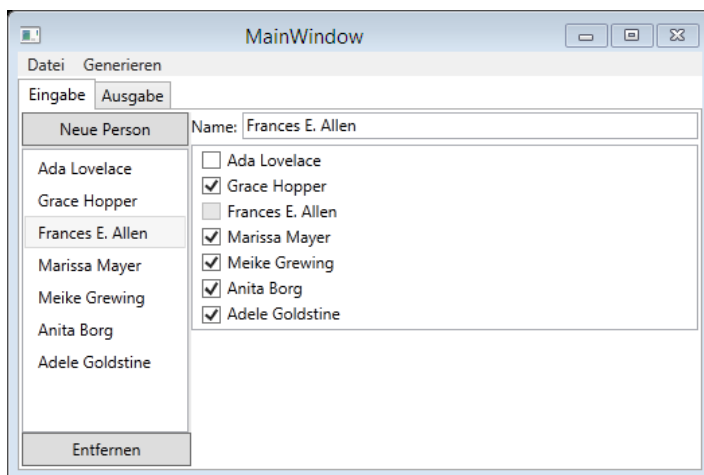 MainWindow
Datei Generieren
Eingabe Ausgabe
Neue Person
Name: Frances E. Allen
Ada Lovelace
Grace Hopper
Frances E. Allen
Marissa Mayer
Meike Grewing
Anita Borg
Adele Goldstine
Entfernen
Ada Lovelace
Grace Hopper
Frances E. Allen
Marissa Mayer
Meike Grewing
Anita Borg
Adele Goldstine